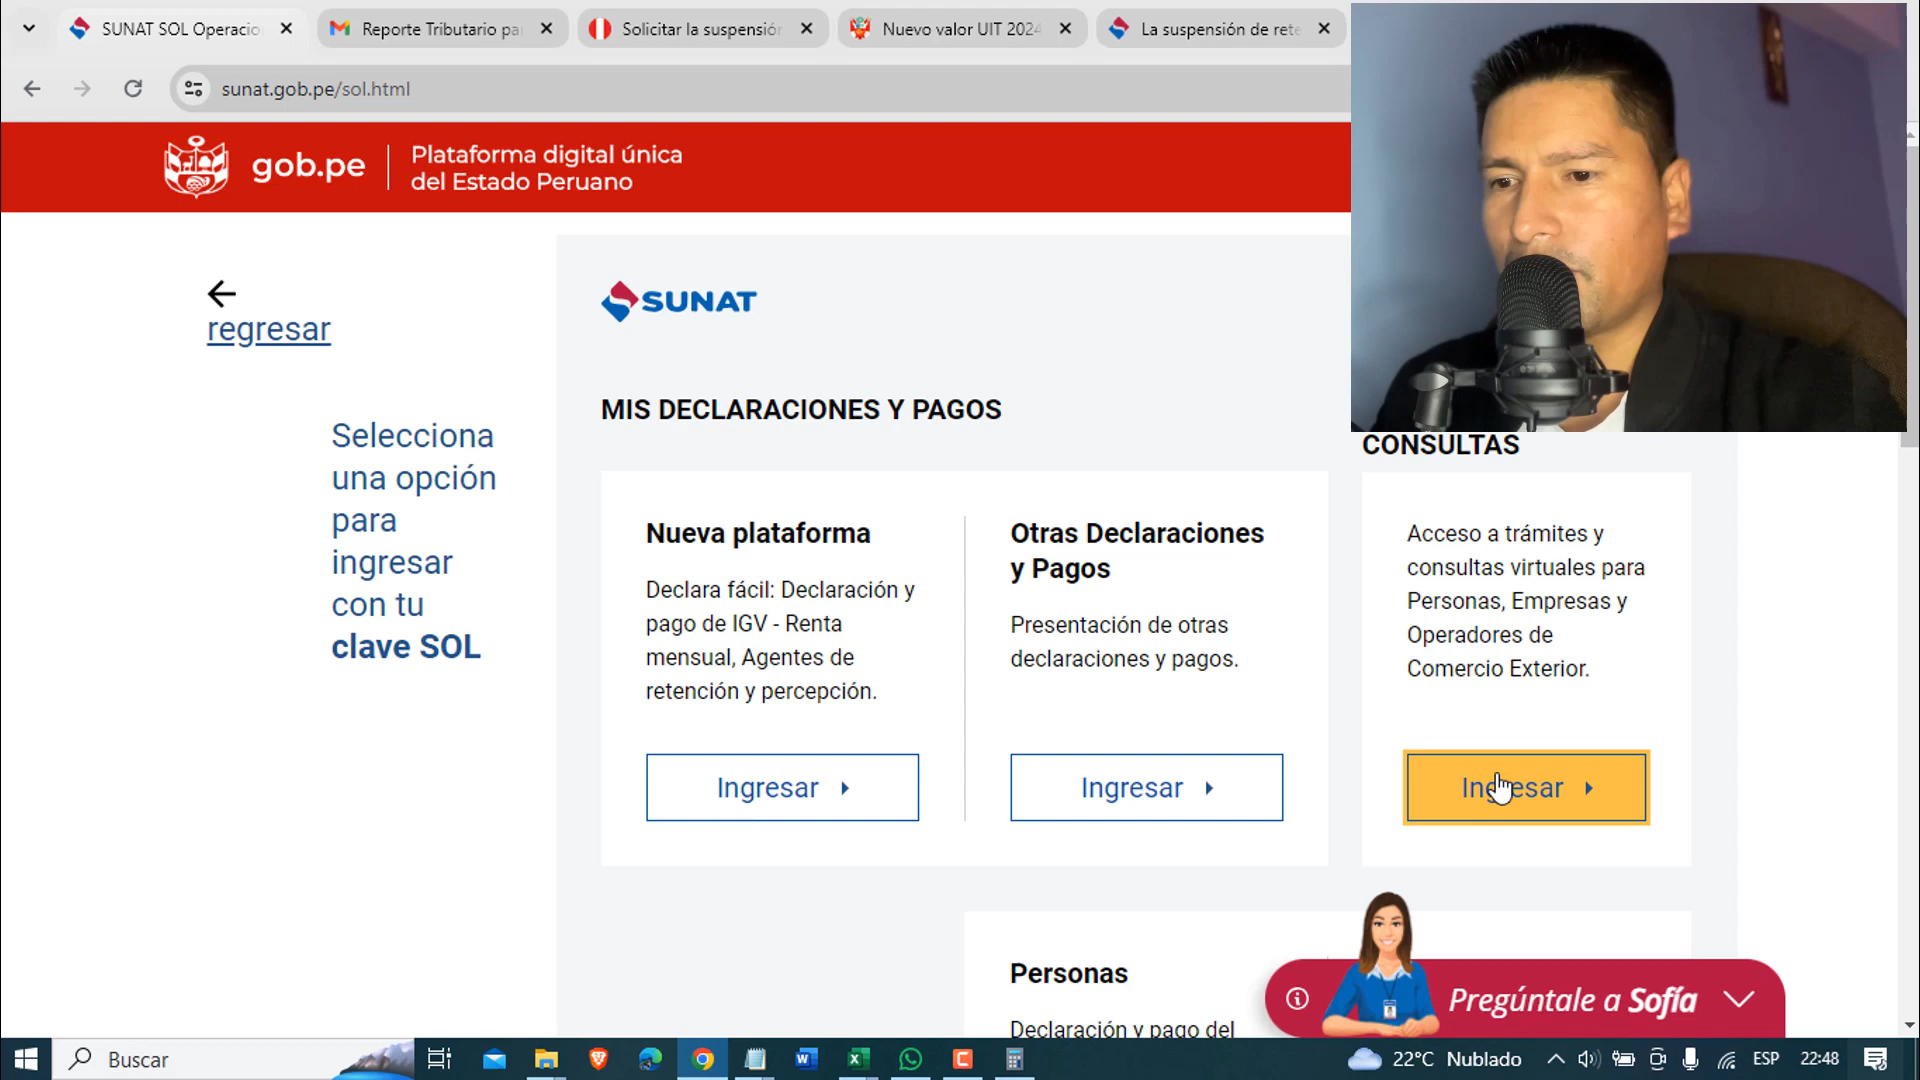 SUNAT SOL Operacio
Reporte Tributario pa
Solicitar la suspensió
Nuevo valor UIT 2024
La suspensión de rete
sunat.gob.pe/sol.html
gob.pe
Plataforma digital única
del Estado Peruano
regresar
SUNAT
MIS DECLARACIONES Y PAGOS
CONSULTAS
Selecciona
una opción
para
ingresar
con tu
clave SOL
Nueva plataforma
Declara fácil: Declaración y
pago de IGV - Renta
mensual, Agentes de
retención y percepción.
Ingresar
Otras Declaraciones
y Pagos
Presentación de otras
declaraciones y pagos.
Ingresar
Acceso a trámites y
consultas virtuales para
Personas, Empresas y
Operadores de
Comercio Exterior.
Ingresar
Personas
Declaración y pago del
Pregúntale a Sofía
Buscar
22°C Nublado
ESP
22:48